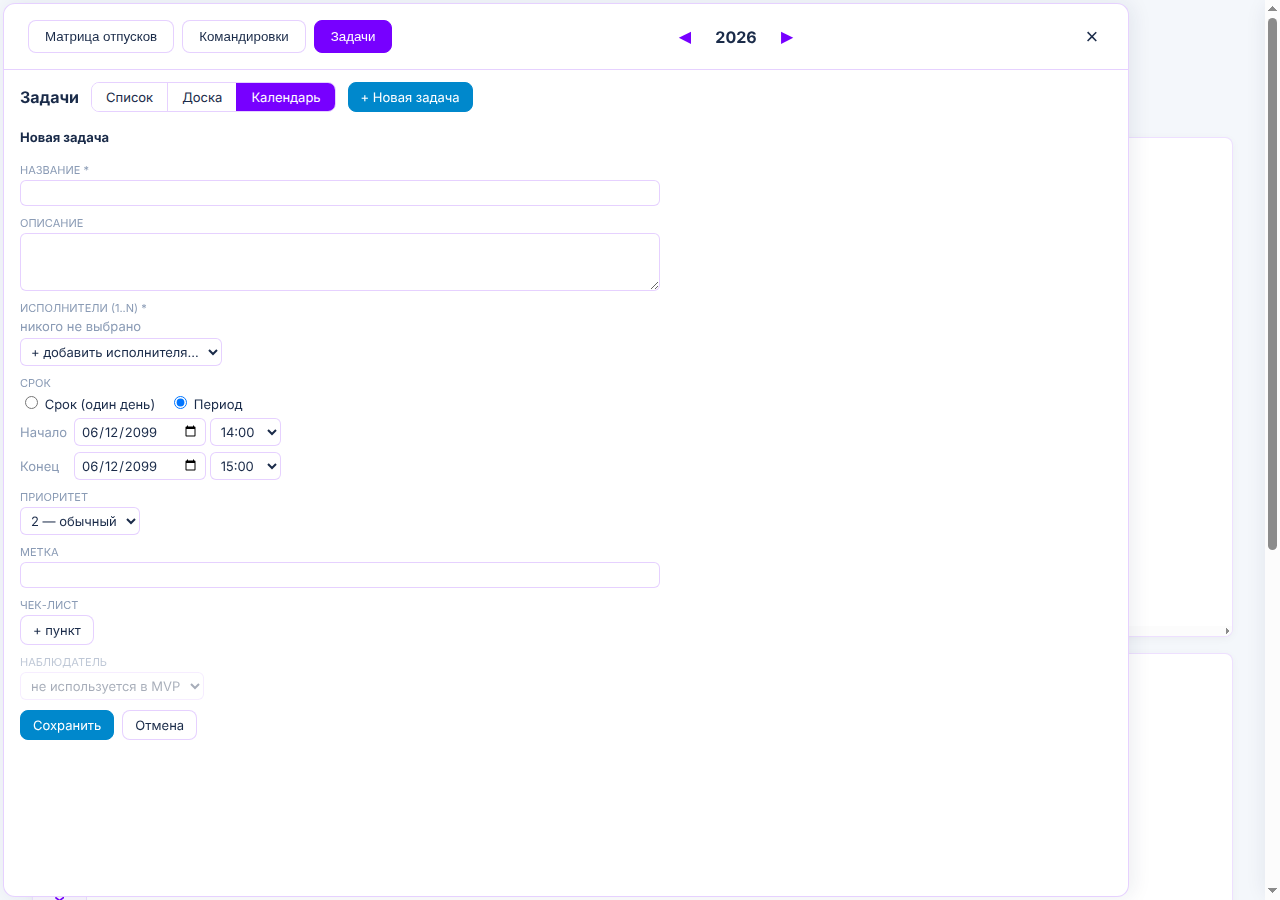 Матрица отпусков Командировки Задачи ◀ 2026 ▶ ✕
Задачи Список Доска Календарь + Новая задача
Новая задача
НАЗВАНИЕ *
ОПИСАНИЕ
ИСПОЛНИТЕЛИ (1..N) *
никого не выбрано
+ добавить исполнителя...
СРОК
Срок (один день) Период
Начало 06/12/2099 14:00
Конец 06/12/2099 15:00
ПРИОРИТЕТ
2 — обычный
МЕТКА
ЧЕК-ЛИСТ
+ пункт
НАБЛЮДАТЕЛЬ
не используется в MVP
Сохранить Отмена